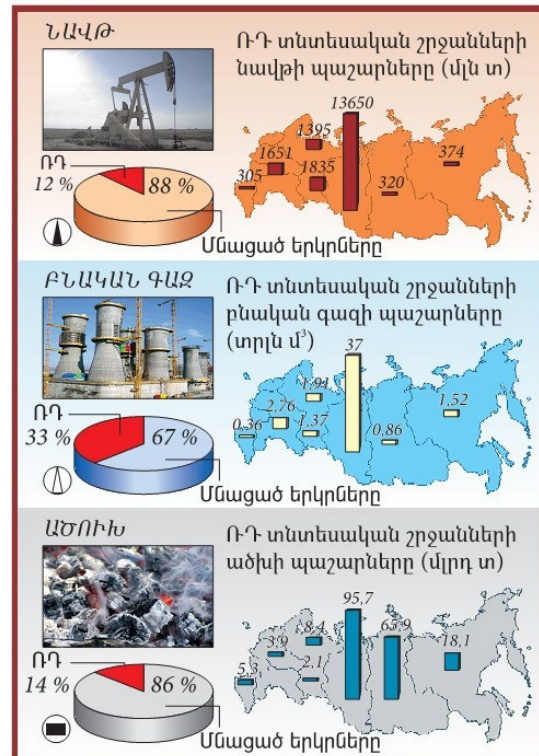 ՆԱՎԹ
ՌԴ տնտեսական շրջանների
նավթի պաշարները (մլն տ)
ՌԴ
12 %
88 %
Մնացած երկրները
305
1651
1395
1835
13650
320
374
ԲՆԱԿԱՆ ԳԱԶ
ՌԴ տնտեսական շրջանների
բնական գազի պաշարները
(տրլն մ³)
ՌԴ
33 %
67 %
Մնացած երկրները
0,36
2,76
1,91
1,37
37
0,86
1,52
ԱԾՈՒԽ
ՌԴ տնտեսական շրջանների
ածխի պաշարները (մլրդ տ)
ՌԴ
14 %
86 %
Մնացած երկրները
5,3
3,9
8,4
2,1
95,7
65,9
18,1